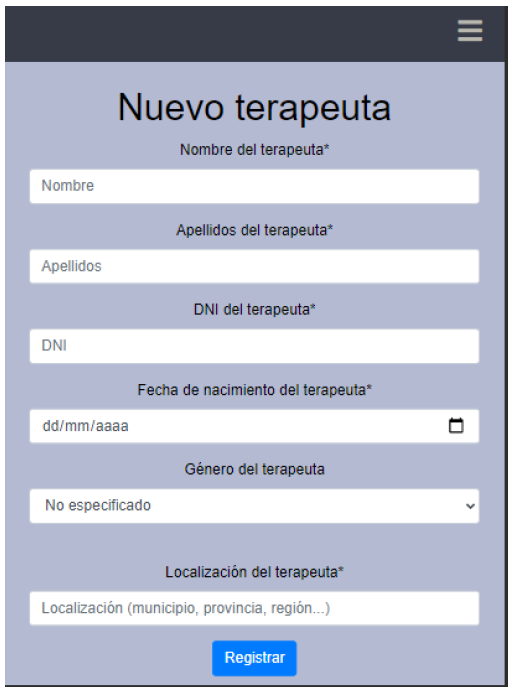 Nuevo terapeuta
Nombre del terapeuta*
Nombre
Apellidos del terapeuta*
Apellidos
DNI del terapeuta*
DNI
Fecha de nacimiento del terapeuta*
dd/mm/aaaa
Género del terapeuta
No especificado
Localización del terapeuta*
Localización (municipio, provincia, región...)
Registrar